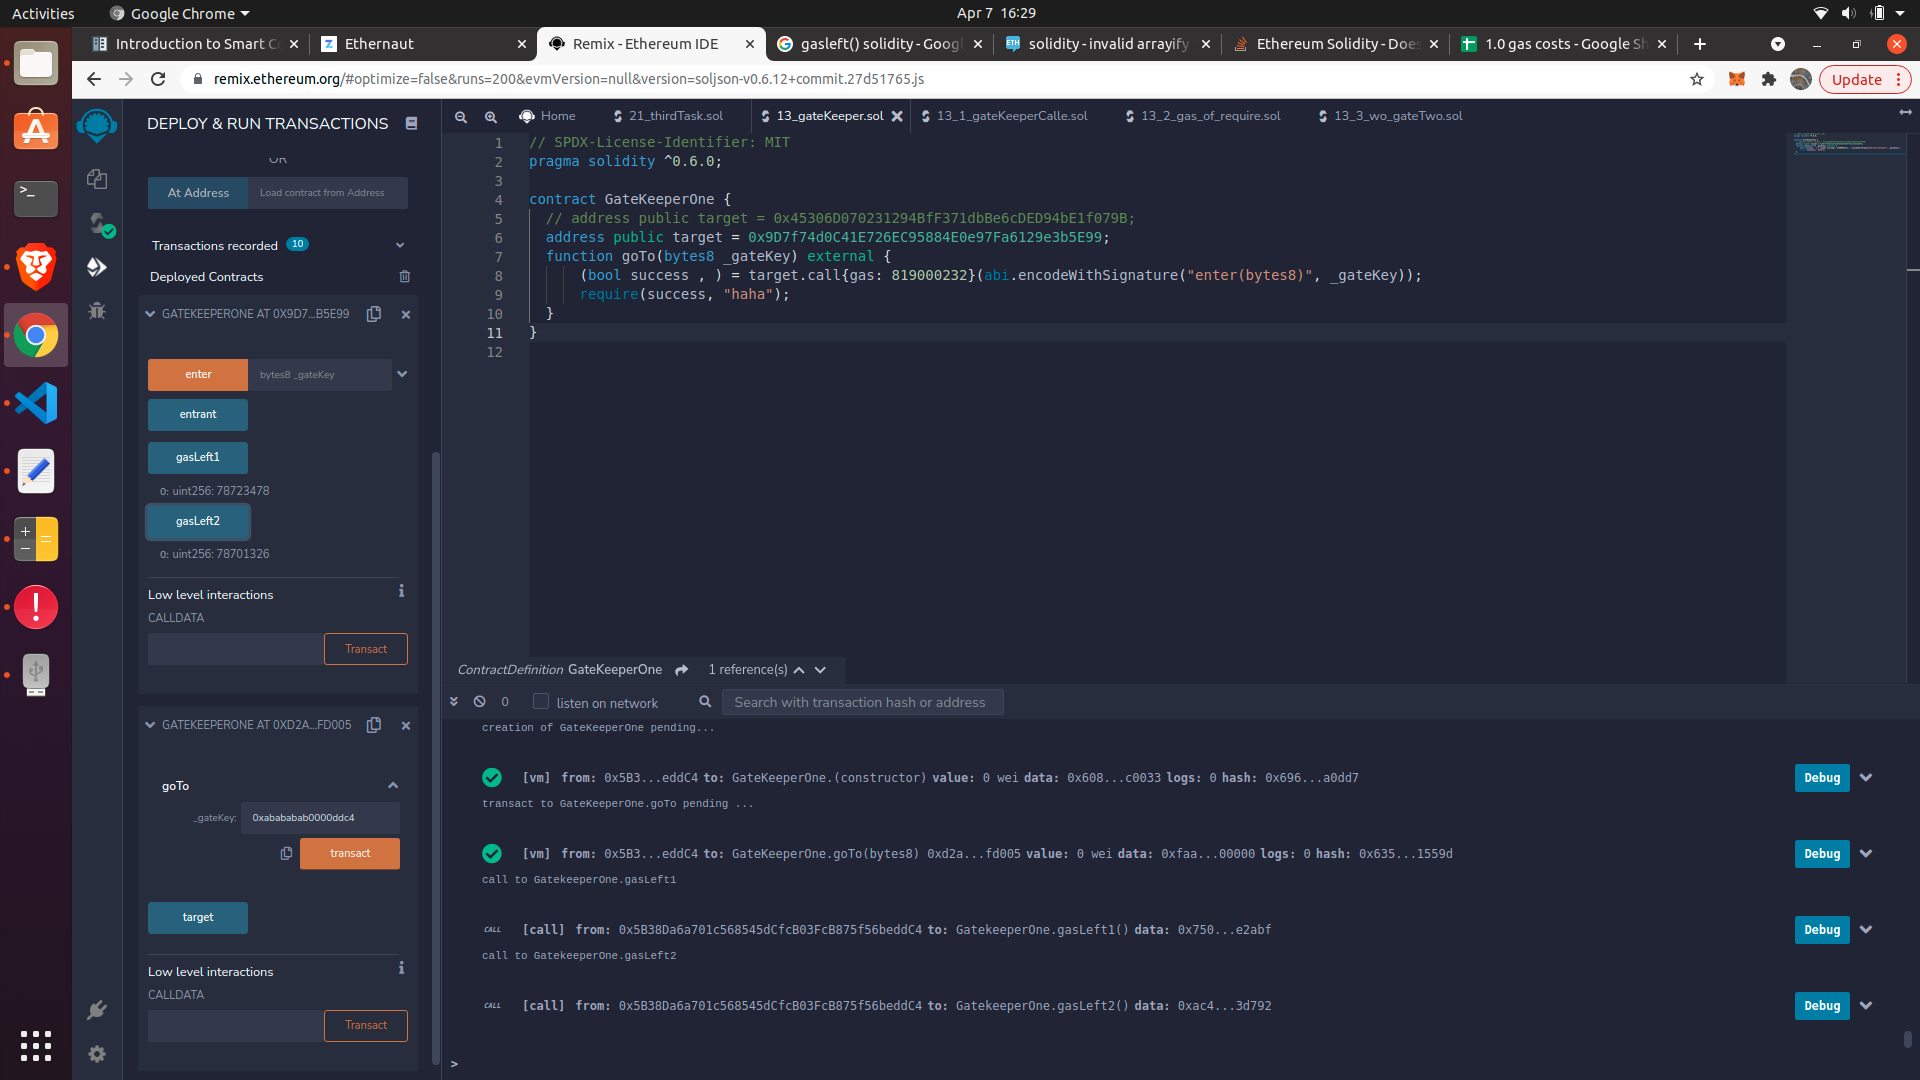 Activities
Google Chrome
Apr 7 16:29
Introduction to Smart C
Ethernaut
Remix - Ethereum IDE
gasleft() solidity - Googl
solidity - invalid arrayify
Ethereum Solidity - Does
1.0 gas costs - Google Sh
remix.ethereum.org/#optimize=false&runs=200&evmVersion=null&version=soljson-v0.6.12+commit.27d51765.js
Update
DEPLOY & RUN TRANSACTIONS
OR
At Address
Load contract from Address
Transactions recorded 10
Deployed Contracts
GATEKEEPERONE AT 0X9D7...B5E99
enter
bytes8 _gateKey
entrant
gasLeft1
0: uint256: 78723478
gasLeft2
0: uint256: 78701326
Low level interactions
CALLDATA
Transact
GATEKEEPERONE AT 0XD2A...FD005
goTo
_gateKey: 0xabababab0000ddc4
transact
target
Low level interactions
CALLDATA
Transact
Home
21_thirdTask.sol
13_gateKeeper.sol
13_1_gateKeeperCalle.sol
13_2_gas_of_require.sol
13_3_wo_gateTwo.sol
1 // SPDX-License-Identifier: MIT
2 pragma solidity ^0.6.0;
3
4 contract GateKeeperOne {
5 // address public target = 0x45306D070231294BfF371dbBe6cDED94bE1f079B;
6 address public target = 0x9D7f74d0C41E726EC95884E0e97Fa6129e3b5E99;
7 function goTo(bytes8 _gateKey) external {
8 (bool success , ) = target.call{gas: 819000232}(abi.encodeWithSignature("enter(bytes8)", _gateKey));
9 require(success, "haha");
10 }
11 }
12
ContractDefinition GateKeeperOne 1 reference(s)
0
listen on network
Search with transaction hash or address
creation of GateKeeperOne pending...
[vm] from: 0x5B3...eddC4 to: GateKeeperOne.(constructor) value: 0 wei data: 0x608...c0033 logs: 0 hash: 0x696...a0dd7
Debug
transact to GateKeeperOne.goTo pending ...
[vm] from: 0x5B3...eddC4 to: GateKeeperOne.goTo(bytes8) 0xd2a...fd005 value: 0 wei data: 0xfaa...00000 logs: 0 hash: 0x635...1559d
Debug
call to GatekeeperOne.gasLeft1
CALL [call] from: 0x5B38Da6a701c568545dCfcB03FcB875f56beddC4 to: GatekeeperOne.gasLeft1() data: 0x750...e2abf
Debug
call to GatekeeperOne.gasLeft2
CALL [call] from: 0x5B38Da6a701c568545dCfcB03FcB875f56beddC4 to: GatekeeperOne.gasLeft2() data: 0xac4...3d792
Debug
>